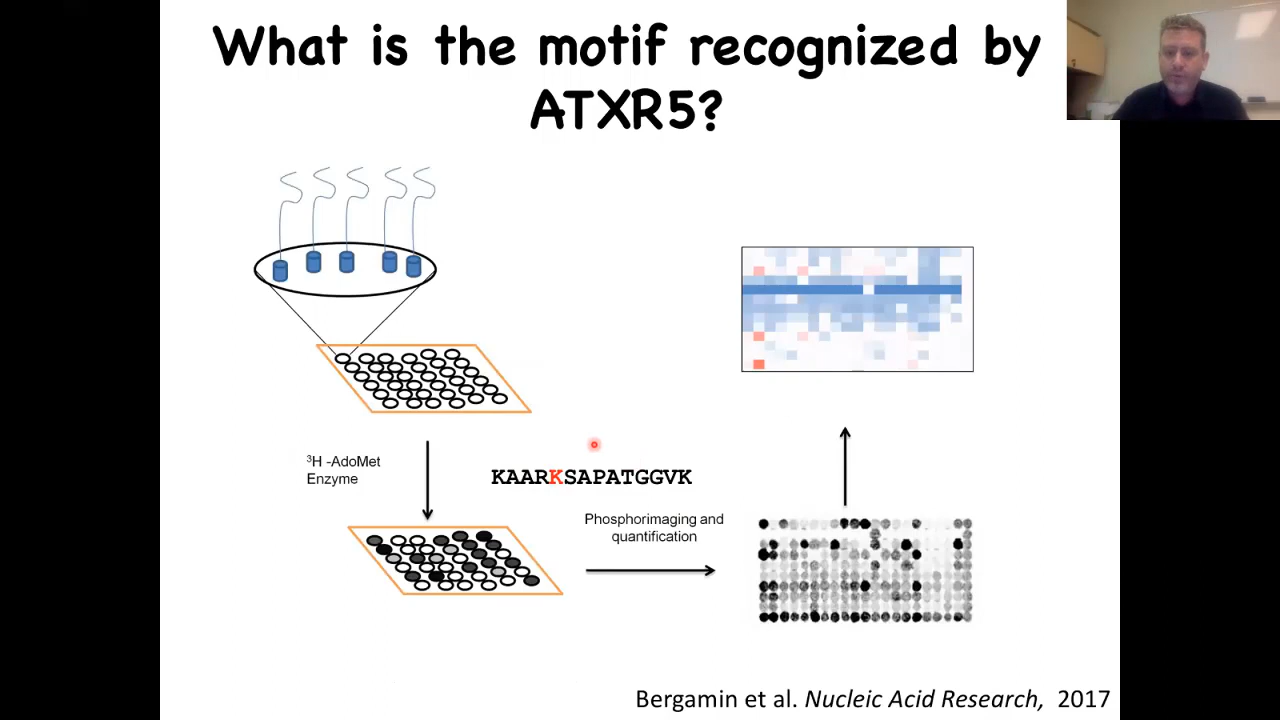 What is the motif recognized by
ATXR5?
³H -AdoMet
Enzyme
KAARKSAPATGGVK
Phosphorimaging and
quantification
Bergamin et al. Nucleic Acid Research, 2017